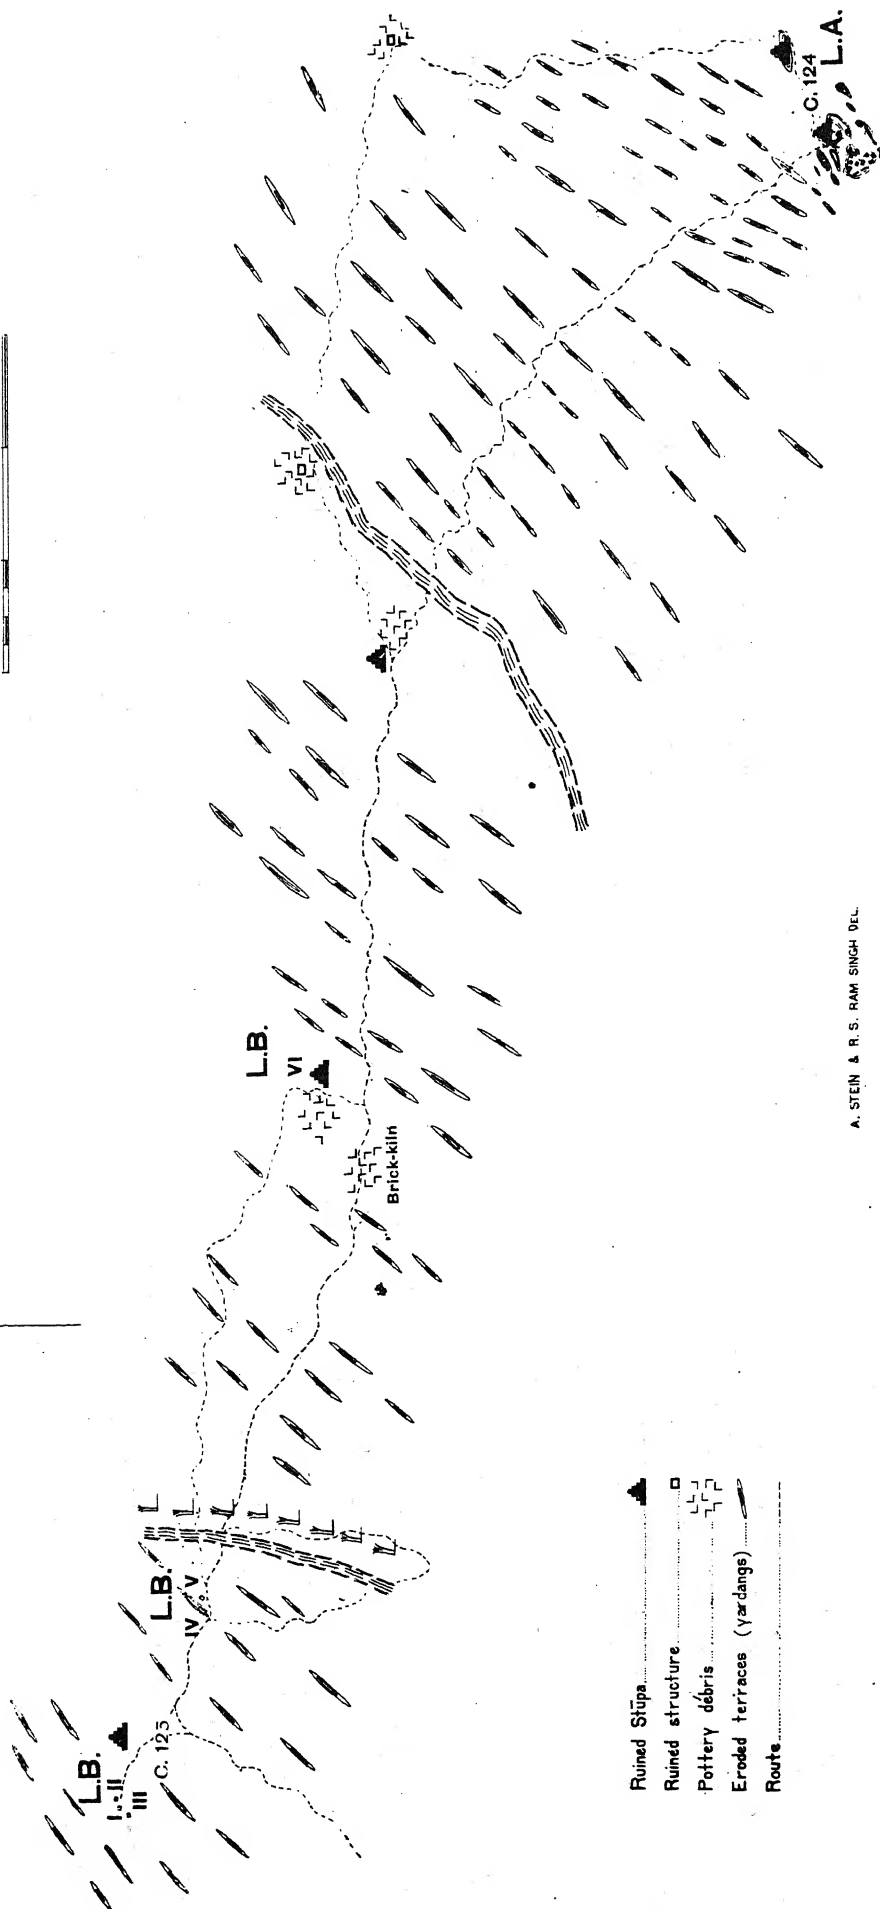 L.A.
C. 124
L.B.
VI
Brick-kiln
L.B.
IV V
L.B.
I. II
III
C. 123
Ruined Stūpa
Ruined structure
Pottery débris
Eroded terraces (yardangs)
Route
A. STEIN & R. S. RAM SINGH DEL.